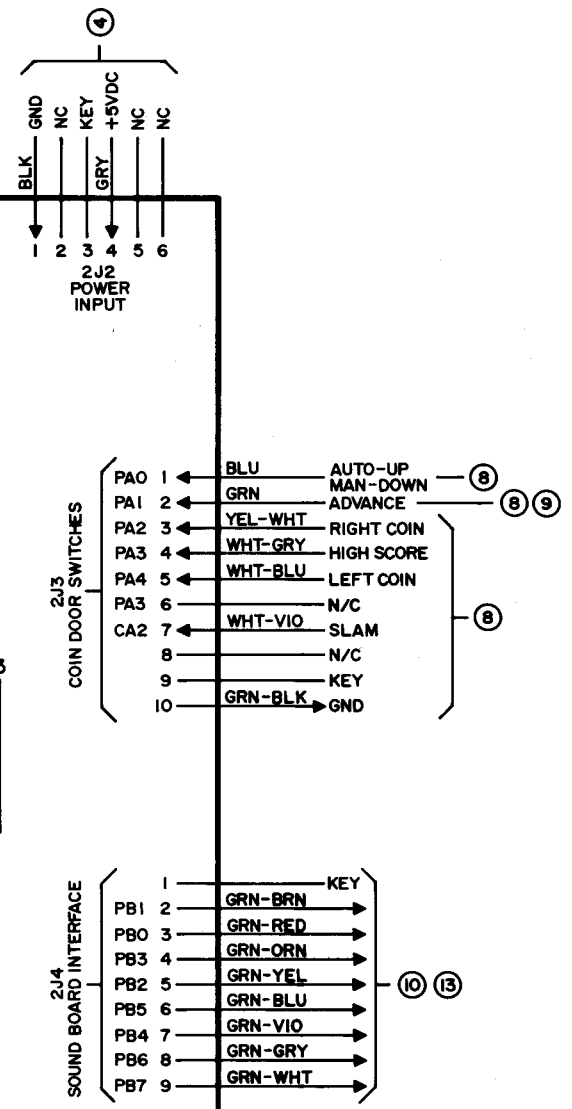 4
GND NC KEY +5VDC NC NC
BLK GRY
1 2 3 4 5 6
2J2
POWER
INPUT
2J3
COIN DOOR SWITCHES
PA0 1 BLU AUTO-UP
MAN-DOWN 8
PA1 2 GRN ADVANCE 8 9
PA2 3 YEL-WHT RIGHT COIN
PA3 4 WHT-GRY HIGH SCORE
PA4 5 WHT-BLU LEFT COIN
PA3 6 N/C
CA2 7 WHT-VIO SLAM
8 N/C
9 KEY
10 GRN-BLK GND
8
2J4
SOUND BOARD INTERFACE
1 KEY
PB1 2 GRN-BRN
PB0 3 GRN-RED
PB3 4 GRN-ORN
PB2 5 GRN-YEL
PB5 6 GRN-BLU
PB4 7 GRN-VIO
PB6 8 GRN-GRY
PB7 9 GRN-WHT
10 13